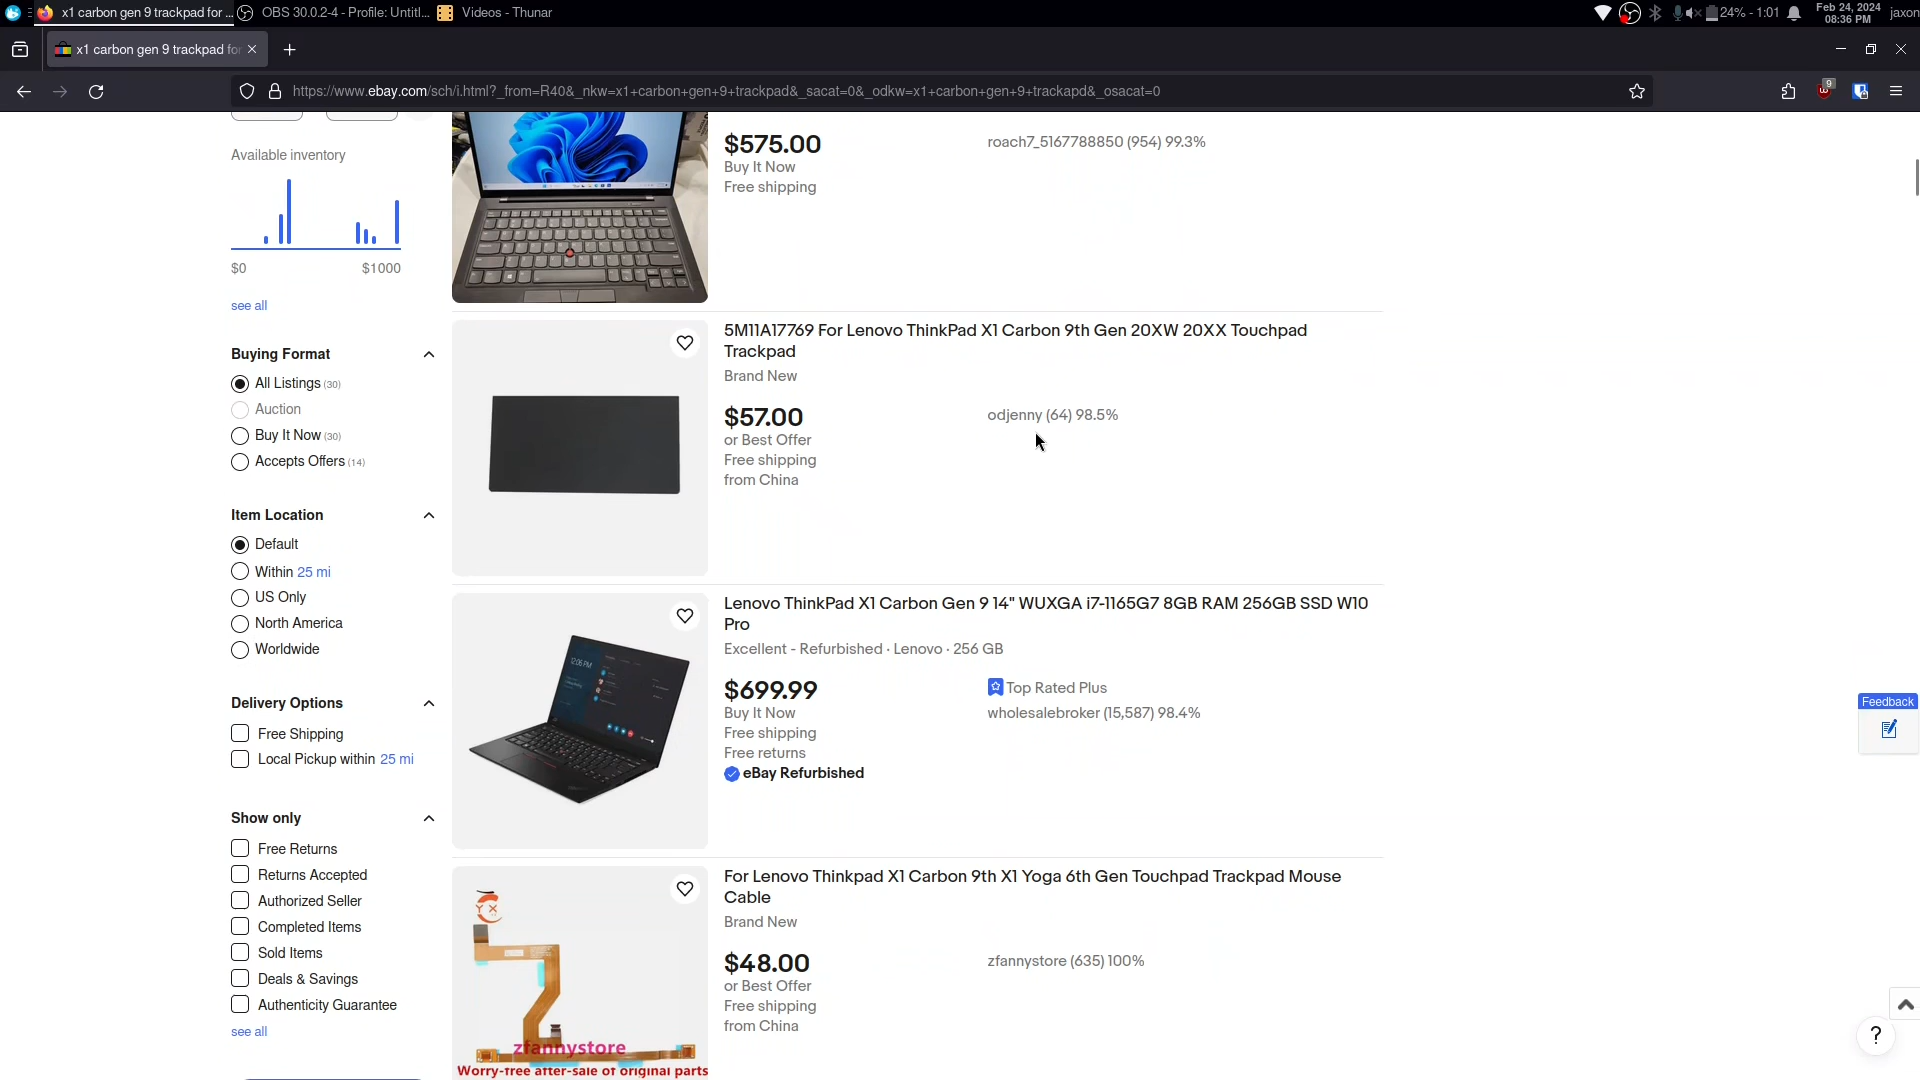 x1 carbon gen 9 trackpad for ...
OBS 30.0.2-4 - Profile: Untitl...
Videos - Thunar
24% - 1:01
Feb 24, 2024
08:36 PM
jaxon
x1 carbon gen 9 trackpad for
https://www.ebay.com/sch/i.html?_from=R40&_nkw=x1+carbon+gen+9+trackpad&_sacat=0&_odkw=x1+carbon+gen+9+trackapd&_osacat=0
9
Available inventory
$0
$1000
see all
Buying Format
All Listings (30)
Auction
Buy It Now (30)
Accepts Offers (14)
Item Location
Default
Within 25 mi
US Only
North America
Worldwide
Delivery Options
Free Shipping
Local Pickup within 25 mi
Show only
Free Returns
Returns Accepted
Authorized Seller
Completed Items
Sold Items
Deals & Savings
Authenticity Guarantee
see all
$575.00
roach7_5167788850 (954) 99.3%
Buy It Now
Free shipping
5M11A17769 For Lenovo ThinkPad X1 Carbon 9th Gen 20XW 20XX Touchpad
Trackpad
Brand New
$57.00
odjenny (64) 98.5%
or Best Offer
Free shipping
from China
Lenovo ThinkPad X1 Carbon Gen 9 14" WUXGA i7-1165G7 8GB RAM 256GB SSD W10
Pro
Excellent - Refurbished · Lenovo · 256 GB
$699.99
Top Rated Plus
Buy It Now
wholesalebroker (15,587) 98.4%
Free shipping
Free returns
eBay Refurbished
For Lenovo Thinkpad X1 Carbon 9th X1 Yoga 6th Gen Touchpad Trackpad Mouse
Cable
Brand New
$48.00
zfannystore (635) 100%
or Best Offer
Free shipping
from China
zfannystore
Worry-free after-sale of original parts
Feedback
?